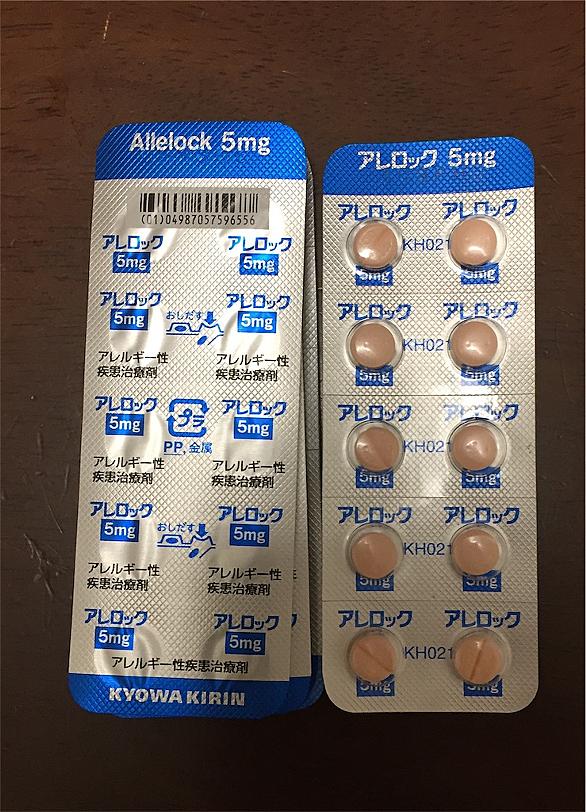 Allelock 5mg
(01)04987057596556
アレロック アレロック
5mg 5mg
アレロック アレロック
5mg おしだす 5mg
アレルギー性 アレルギー性
疾患治療剤 疾患治療剤
アレロック プラ アレロック
5mg 5mg
PP, 金属
アレルギー性 アレルギー性
疾患治療剤 疾患治療剤
アレロック アレロック
5mg おしだす 5mg
アレルギー性 アレルギー性
疾患治療剤 疾患治療剤
アレロック アレロック
5mg 5mg
アレルギー性疾患治療剤
KYOWA KIRIN
アレロック 5mg
アレロック アレロック
KH021
5mg 5mg
アレロック アレロック
KH021
5mg 5mg
アレロック アレロック
KH021
5mg 5mg
アレロック アレロック
KH021
5mg 5mg
アレロック アレロック
KH021
5mg 5mg